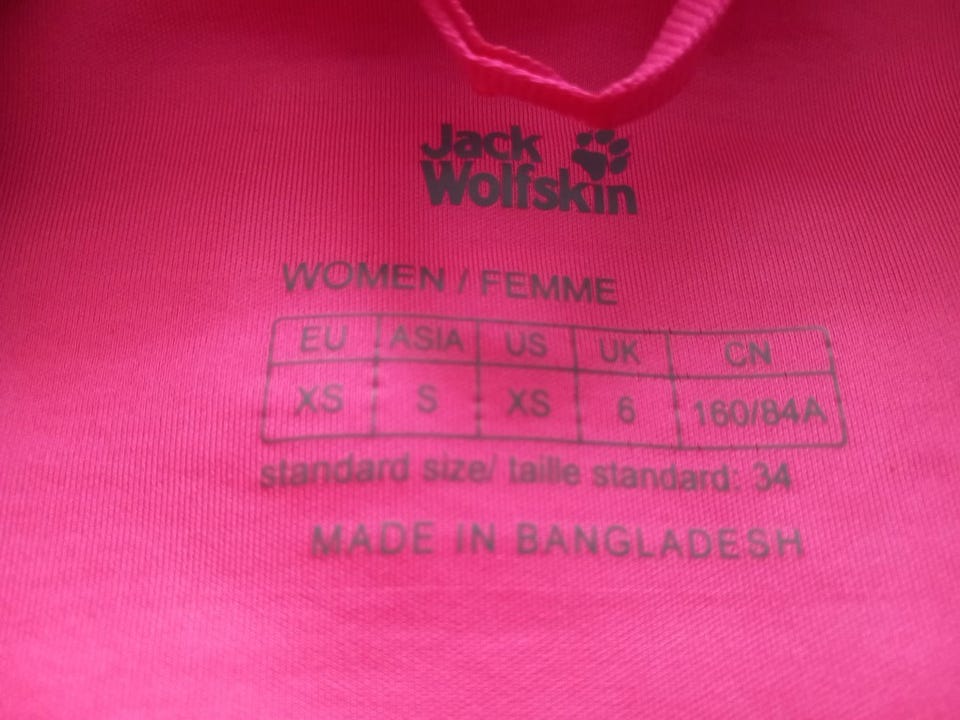 Jack
Wolfskin
WOMEN / FEMME
EU ASIA US UK CN
XS S XS 6 160/84A
standard size/ taille standard: 34
MADE IN BANGLADESH